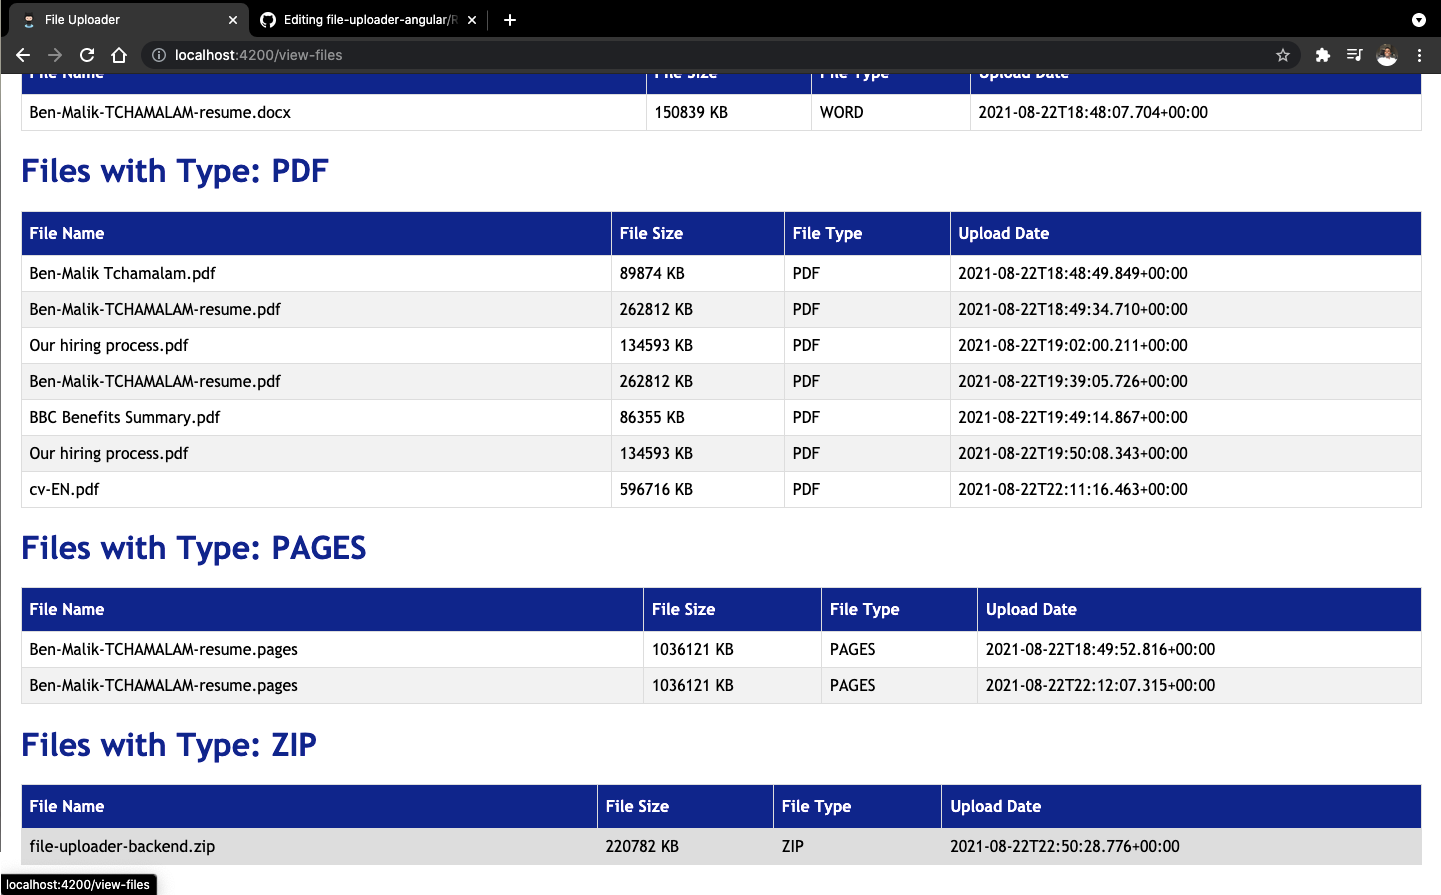 File Uploader
Editing file-uploader-angular/R
localhost:4200/view-files
File Name File Size File Type Upload Date
Ben-Malik-TCHAMALAM-resume.docx 150839 KB WORD 2021-08-22T18:48:07.704+00:00
Files with Type: PDF
File Name File Size File Type Upload Date
Ben-Malik Tchamalam.pdf 89874 KB PDF 2021-08-22T18:48:49.849+00:00
Ben-Malik-TCHAMALAM-resume.pdf 262812 KB PDF 2021-08-22T18:49:34.710+00:00
Our hiring process.pdf 134593 KB PDF 2021-08-22T19:02:00.211+00:00
Ben-Malik-TCHAMALAM-resume.pdf 262812 KB PDF 2021-08-22T19:39:05.726+00:00
BBC Benefits Summary.pdf 86355 KB PDF 2021-08-22T19:49:14.867+00:00
Our hiring process.pdf 134593 KB PDF 2021-08-22T19:50:08.343+00:00
cv-EN.pdf 596716 KB PDF 2021-08-22T22:11:16.463+00:00
Files with Type: PAGES
File Name File Size File Type Upload Date
Ben-Malik-TCHAMALAM-resume.pages 1036121 KB PAGES 2021-08-22T18:49:52.816+00:00
Ben-Malik-TCHAMALAM-resume.pages 1036121 KB PAGES 2021-08-22T22:12:07.315+00:00
Files with Type: ZIP
File Name File Size File Type Upload Date
file-uploader-backend.zip 220782 KB ZIP 2021-08-22T22:50:28.776+00:00
localhost:4200/view-files